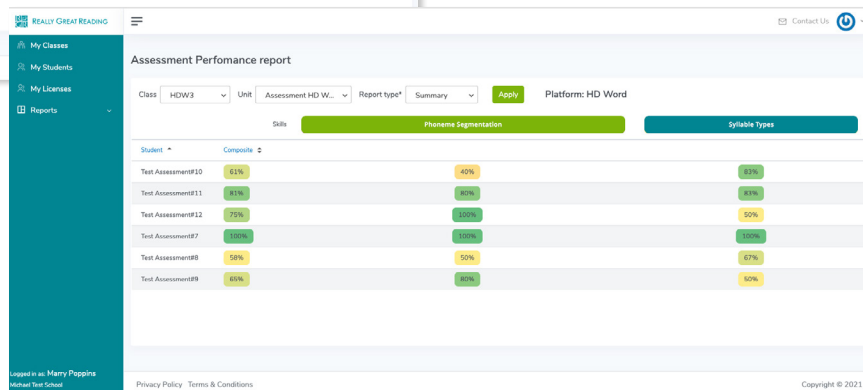 REALLY GREAT READING
Contact Us
My Classes
My Students
My Licenses
Reports
Assessment Perfomance report
Class HDW3 Unit Assessment HD W... Report type* Summary Apply Platform: HD Word
Skills Phoneme Segmentation Syllable Types
Student Composite
Test Assessment#10 61% 40% 83%
Test Assessment#11 81% 80% 83%
Test Assessment#12 75% 100% 50%
Test Assessment#7 100% 100% 100%
Test Assessment#8 58% 50% 67%
Test Assessment#9 65% 80% 50%
Logged in as: Marry Poppins
Michael Test School
Privacy Policy Terms & Conditions Copyright © 2021